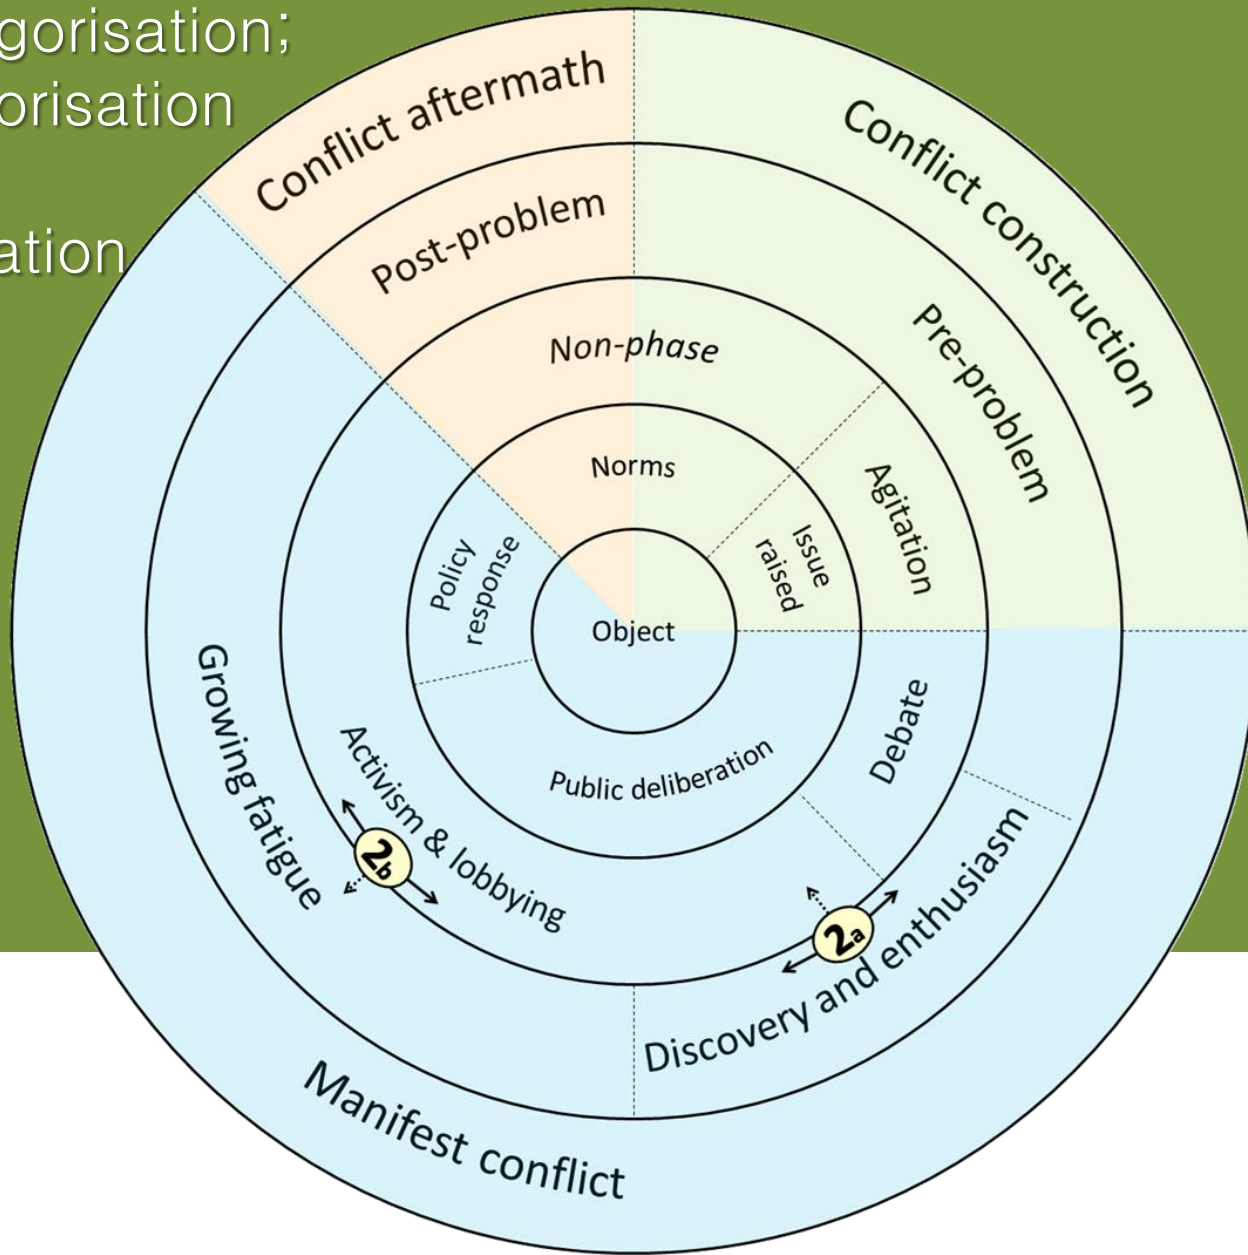 gorisation;
orisation
ation
Conflict aftermath
Conflict construction
Post-problem
Pre-problem
Non-phase
Agitation
Norms
Issue
raised
Policy
response
Object
Debate
Public deliberation
Activism & lobbying
Growing fatigue
2b
2a
Discovery and enthusiasm
Manifest conflict